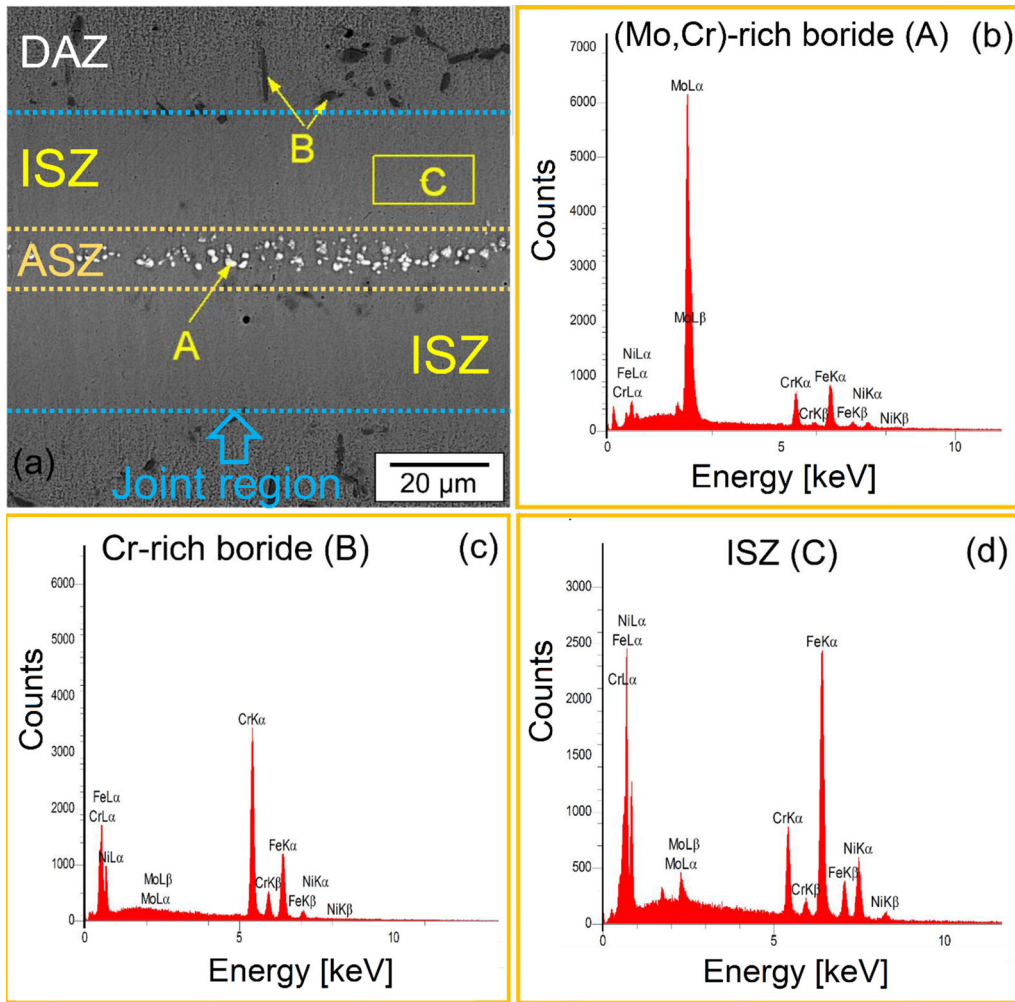 DAZ
B
ISZ
C
ASZ
A
ISZ
(a)
Joint region
20 µm
(Mo,Cr)-rich boride (A)
(b)
7000
6000
5000
4000
3000
2000
1000
0
Counts
MoLα
MoLβ
NiLα
FeLα
CrLα
CrKα
CrKβ
FeKα
FeKβ
NiKα
NiKβ
0
5
10
Energy [keV]
Cr-rich boride (B)
(c)
6000
5000
4000
3000
2000
1000
0
Counts
FeLα
CrLα
NiLα
MoLβ
MoLα
CrKα
CrKβ
FeKα
FeKβ
NiKα
NiKβ
0
5
10
Energy [keV]
ISZ (C)
(d)
3000
2500
2000
1500
1000
500
0
Counts
NiLα
FeLα
CrLα
MoLβ
MoLα
CrKα
CrKβ
FeKα
FeKβ
NiKα
NiKβ
0
5
10
Energy [keV]